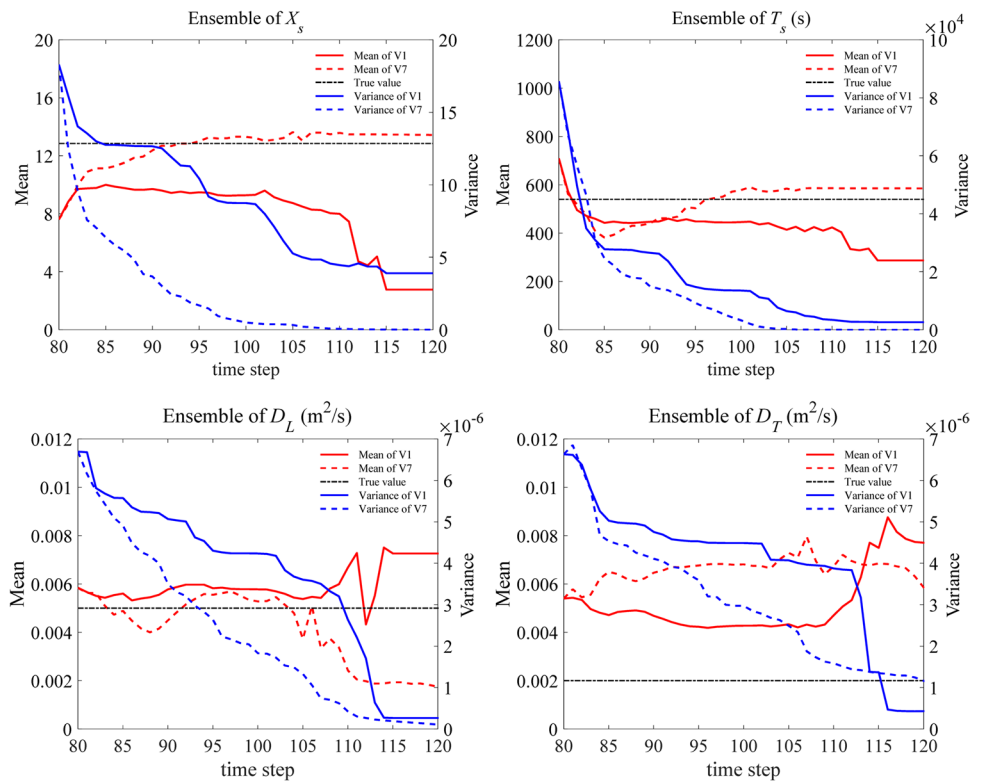 Ensemble of Xs
20
16
12
8
4
0
Mean
20
15
10
5
0
Variance
Mean of V1
Mean of V7
True value
Variance of V1
Variance of V7
80 85 90 95 100 105 110 115 120
time step
Ensemble of Ts (s)
×10⁴
1200
1000
800
600
400
200
0
Mean
10
8
6
4
2
0
Variance
Mean of V1
Mean of V7
True value
Variance of V1
Variance of V7
80 85 90 95 100 105 110 115 120
time step
Ensemble of DL (m²/s)
×10⁻⁶
0.012
0.01
0.008
0.006
0.004
0.002
0
Mean
7
6
5
4
3
2
1
0
Variance
Mean of V1
Mean of V7
True value
Variance of V1
Variance of V7
80 85 90 95 100 105 110 115 120
time step
Ensemble of DT (m²/s)
×10⁻⁶
0.012
0.01
0.008
0.006
0.004
0.002
0
Mean
7
6
5
4
3
2
1
0
Variance
Mean of V1
Mean of V7
True value
Variance of V1
Variance of V7
80 85 90 95 100 105 110 115 120
time step